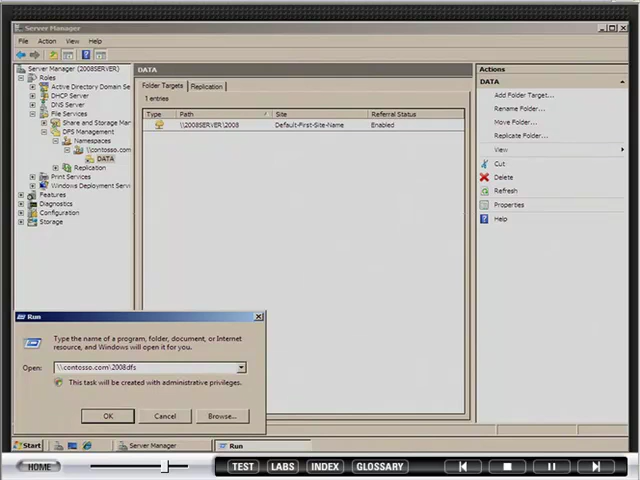 Server Manager
File Action View Help
Server Manager (2008SERVER)
Roles
Active Directory Domain Se
DHCP Server
DNS Server
File Services
Share and Storage Mar
DFS Management
Namespaces
\\contosso.com
DATA
Replication
Print Services
Windows Deployment Servi
Features
Diagnostics
Configuration
Storage
DATA
Folder Targets Replication
1 entries
Type Path Site Referral Status
\\2008SERVER\2008 Default-First-Site-Name Enabled
Actions
DATA
Add Folder Target...
Rename Folder...
Move Folder...
Replicate Folder...
View
Cut
Delete
Refresh
Properties
Help
Run
Type the name of a program, folder, document, or Internet
resource, and Windows will open it for you.
Open: \\contosso.com\2008dfs
This task will be created with administrative privileges.
OK Cancel Browse...
Start Server Manager Run
HOME TEST LABS INDEX GLOSSARY